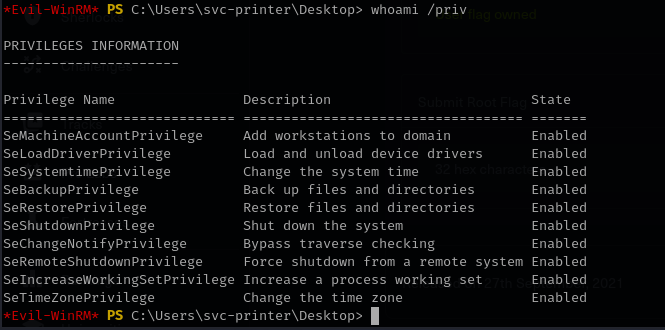 *Evil-WinRM* PS C:\Users\svc-printer\Desktop> whoami /priv
PRIVILEGES INFORMATION
----------------------
Privilege Name                Description                         State
============================= =================================== =======
SeMachineAccountPrivilege     Add workstations to domain          Enabled
SeLoadDriverPrivilege         Load and unload device drivers      Enabled
SeSystemtimePrivilege         Change the system time              Enabled
SeBackupPrivilege             Back up files and directories       Enabled
SeRestorePrivilege            Restore files and directories       Enabled
SeShutdownPrivilege           Shut down the system                Enabled
SeChangeNotifyPrivilege       Bypass traverse checking            Enabled
SeRemoteShutdownPrivilege     Force shutdown from a remote system Enabled
SeIncreaseWorkingSetPrivilege Increase a process working set      Enabled
SeTimeZonePrivilege           Change the time zone                Enabled
*Evil-WinRM* PS C:\Users\svc-printer\Desktop>